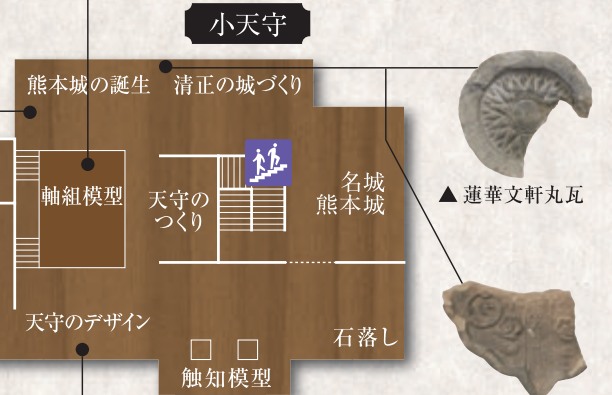 小天守
熊本城の誕生
清正の城づくり
軸組模型
天守の
つくり
名城
熊本城
▲ 蓮華文軒丸瓦
天守のデザイン
石落し
触知模型